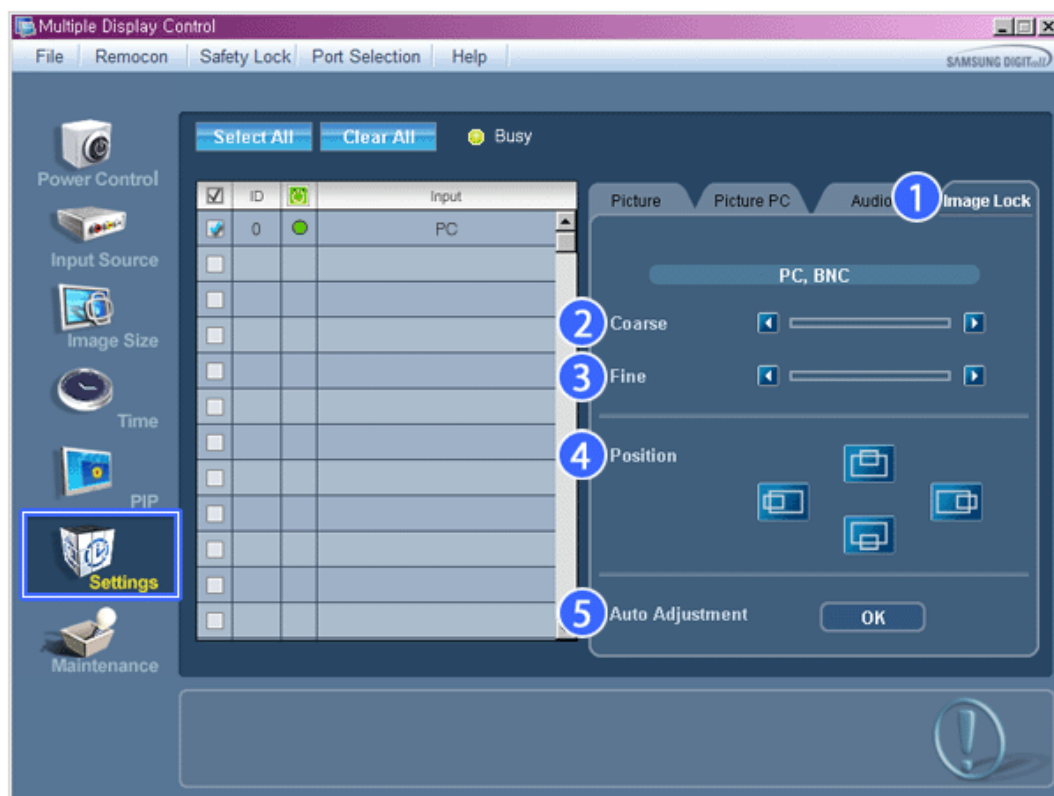 Multiple Display Control
File Remocon Safety Lock Port Selection Help
SAMSUNG DIGITall
Select All Clear All Busy
Power Control
Input Source
Image Size
Time
PIP
Settings
Maintenance
ID Input
0 PC
Picture Picture PC Audio 1 Image Lock
PC, BNC
2 Coarse
3 Fine
4 Position
5 Auto Adjustment OK